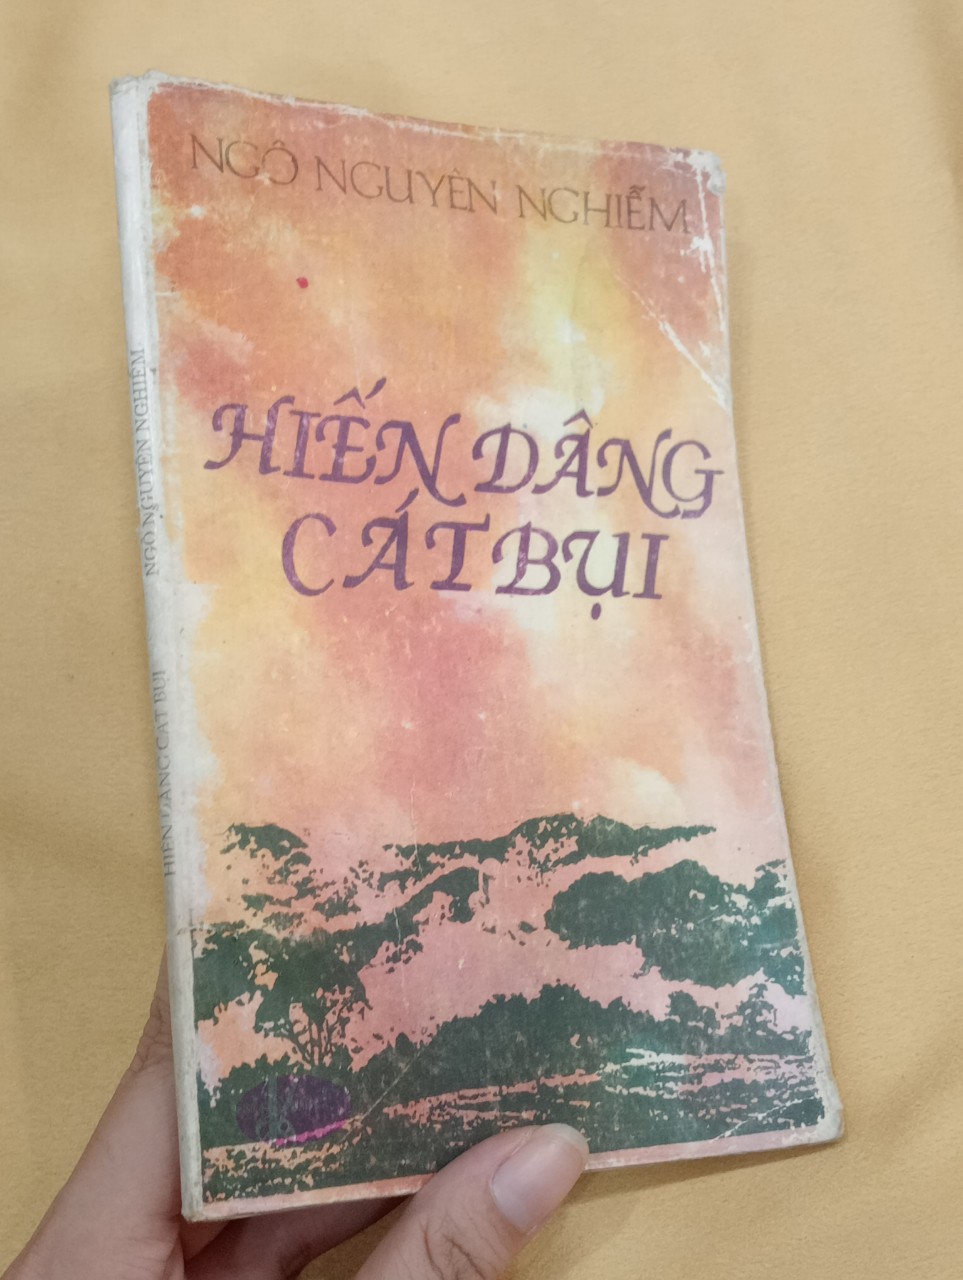 NGÔ NGUYÊN NGHIỄM
HIẾN DÂNG
CÁT BỤI
NGÔ NGUYÊN NGHIỄM
HIẾN DÂNG CÁT BỤI